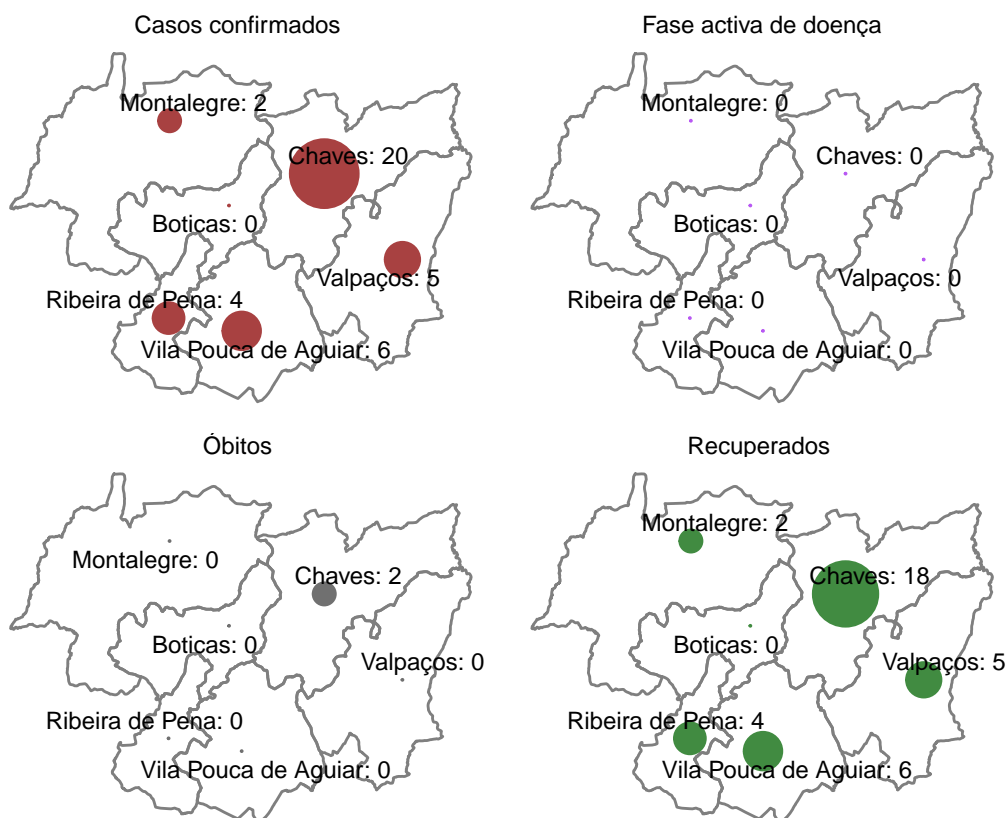 Casos confirmados
Montalegre: 2
Chaves: 20
Boticas: 0
Valpaços: 5
Ribeira de Pena: 4
Vila Pouca de Aguiar: 6
Fase activa de doença
Montalegre: 0
Chaves: 0
Boticas: 0
Valpaços: 0
Ribeira de Pena: 0
Vila Pouca de Aguiar: 0
Óbitos
Montalegre: 0
Chaves: 2
Boticas: 0
Valpaços: 0
Ribeira de Pena: 0
Vila Pouca de Aguiar: 0
Recuperados
Montalegre: 2
Chaves: 18
Boticas: 0
Valpaços: 5
Ribeira de Pena: 4
Vila Pouca de Aguiar: 6